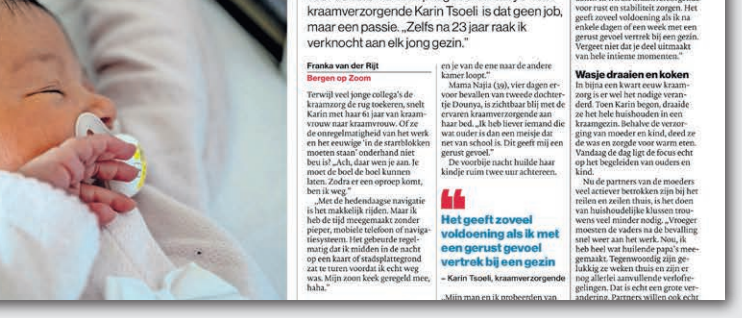 kraamverzorgende Karin Tsoeli is dat geen job,
maar een passie. „Zelfs na 23 jaar raak ik
verknocht aan elk jong gezin.”
Franka van der Rijt
Bergen op Zoom
Terwijl veel jonge collega's de
kraamzorg de rug toekeren, snelt
Karin met haar 61 jaar van kraam-
vrouw naar kraamvrouw. Of ze
de onregelmatigheid van het werk
en het eeuwige 'in de startblokken
moeten staan' onderhand niet
beu is? „Ach, daar wen je aan. Je
moet de boel de boel kunnen
laten. Zodra er een oproep komt,
ben ik weg.”
„Met de hedendaagse navigatie
is het makkelijk rijden. Maar ik
heb de tijd meegemaakt zonder
pieper, mobiele telefoon of naviga-
tiesysteem. Het gebeurde regel-
matig dat ik midden in de nacht
op een kaart of stadsplattegrond
zat te turen voordat ik echt weg
was. Mijn zoon keek geregeld mee,
haha.”
en je van de ene naar de andere
kamer loopt.”
Mama Najia (39), vier dagen er-
voor bevallen van tweede dochter-
tje Dounya, is zichtbaar blij met de
ervaren kraamverzorgende aan
haar bed. „Ik heb liever iemand die
wat ouder is dan een meisje dat
net van school is. Dit geeft mij een
gerust gevoel.”
De voorbije nacht huilde haar
kindje ruim twee uur achtereen.
Het geeft zoveel
voldoening als ik met
een gerust gevoel
vertrek bij een gezin
– Karin Tsoeli, kraamverzorgende
„Mijn man en ik probeerden van
voor rust en stabiliteit zorgen. Het
geeft zoveel voldoening als ik na
enkele dagen of een week met een
gerust gevoel vertrek bij een gezin.
Vergeet niet dat je deel uitmaakt
van hele intieme momenten.”
Wasje draaien en koken
In bijna een kwart eeuw kraam-
zorg is er wel het nodige veran-
derd. Toen Karin begon, draaide
ze het hele huishouden in een
kraamgezin. Behalve de verzor-
ging van moeder en kind, deed ze
de was en zorgde voor warm eten.
Vandaag de dag ligt de focus echt
op het begeleiden van ouders en
kind.
Nu de partners van de moeders
veel actiever betrokken zijn bij het
reilen en zeilen thuis, is het doen
van huishoudelijke klussen trou-
wens veel minder nodig. „Vroeger
moesten de vaders na de bevalling
snel weer aan het werk. Nou, ik
heb heel wat huilende papa's mee-
gemaakt. Tegenwoordig zijn ge-
lukkig ze weken thuis en zijn er
nog allerlei aanvullende verlofre-
gelingen. Dat is echt een grote ver-
andering. Partners willen ook echt